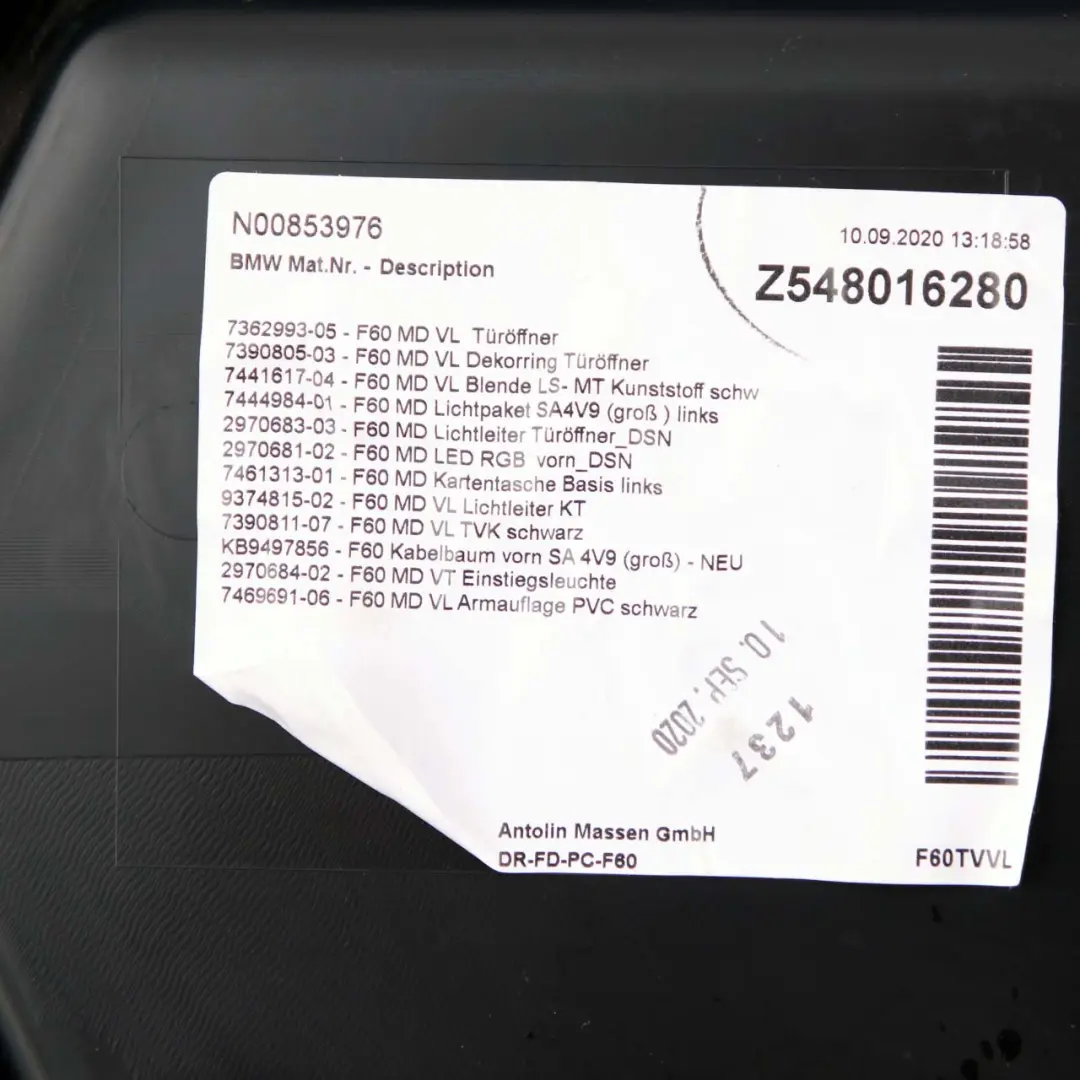 N00853976
10.09.2020 13:18:58
BMW Mat.Nr. - Description
Z548016280
7362993-05 - F60 MD VL Türöffner
7390805-03 - F60 MD VL Dekorring Türöffner
7441617-04 - F60 MD VL Blende LS- MT Kunststoff schw
7444984-01 - F60 MD Lichtpaket SA4V9 (groß ) links
2970683-03 - F60 MD Lichtleiter Türöffner_DSN
2970681-02 - F60 MD LED RGB vorn_DSN
7461313-01 - F60 MD Kartentasche Basis links
9374815-02 - F60 MD VL Lichtleiter KT
7390811-07 - F60 MD VL TVK schwarz
KB9497856 - F60 Kabelbaum vorn SA 4V9 (groß) - NEU
2970684-02 - F60 MD VT Einstiegsleuchte
7469691-06 - F60 MD VL Armauflage PVC schwarz
10. SEP. 2020
1237
Antolin Massen GmbH
DR-FD-PC-F60
F60TVVL